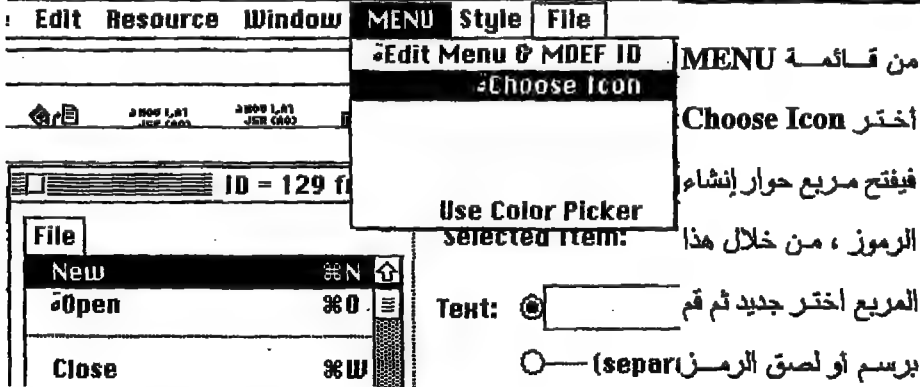 Edit Resource Window MENU Style File
Edit Menu & MDEF ID
Choose Icon
Use Color Picker
ID = 129
File
New ⌘N
Open ⌘O
Close ⌘W
Selected Item:
Text:
(separ
من قائمة MENU
أختر Choose Icon
فيفتح مربع حوار إنشاء
الرموز ، من خلال هذا
المربع اختر جديد ثم قم
برسم أو لصق الرمز